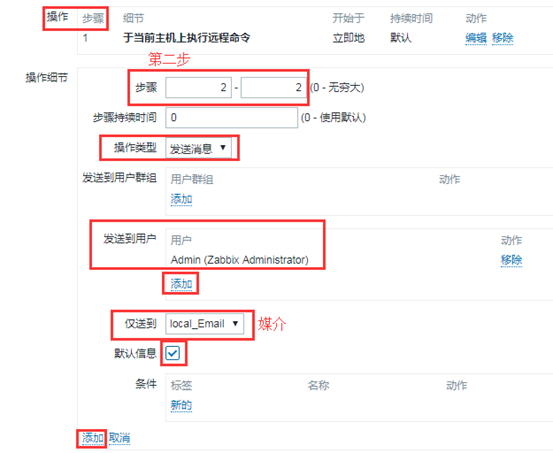 操作 步骤 细节 开始于 持续时间 动作
1 于当前主机上执行远程命令 立即地 默认 编辑 移除
第二步
操作细节 步骤 2 - 2 (0 - 无穷大)
步骤持续时间 0 (0 - 使用默认)
操作类型 发送消息
发送到用户群组 用户群组 动作
添加
发送到用户 用户 动作
Admin (Zabbix Administrator) 移除
添加
仅送到 local_Email 媒介
默认信息
条件 标签 名称 动作
新的
添加 取消